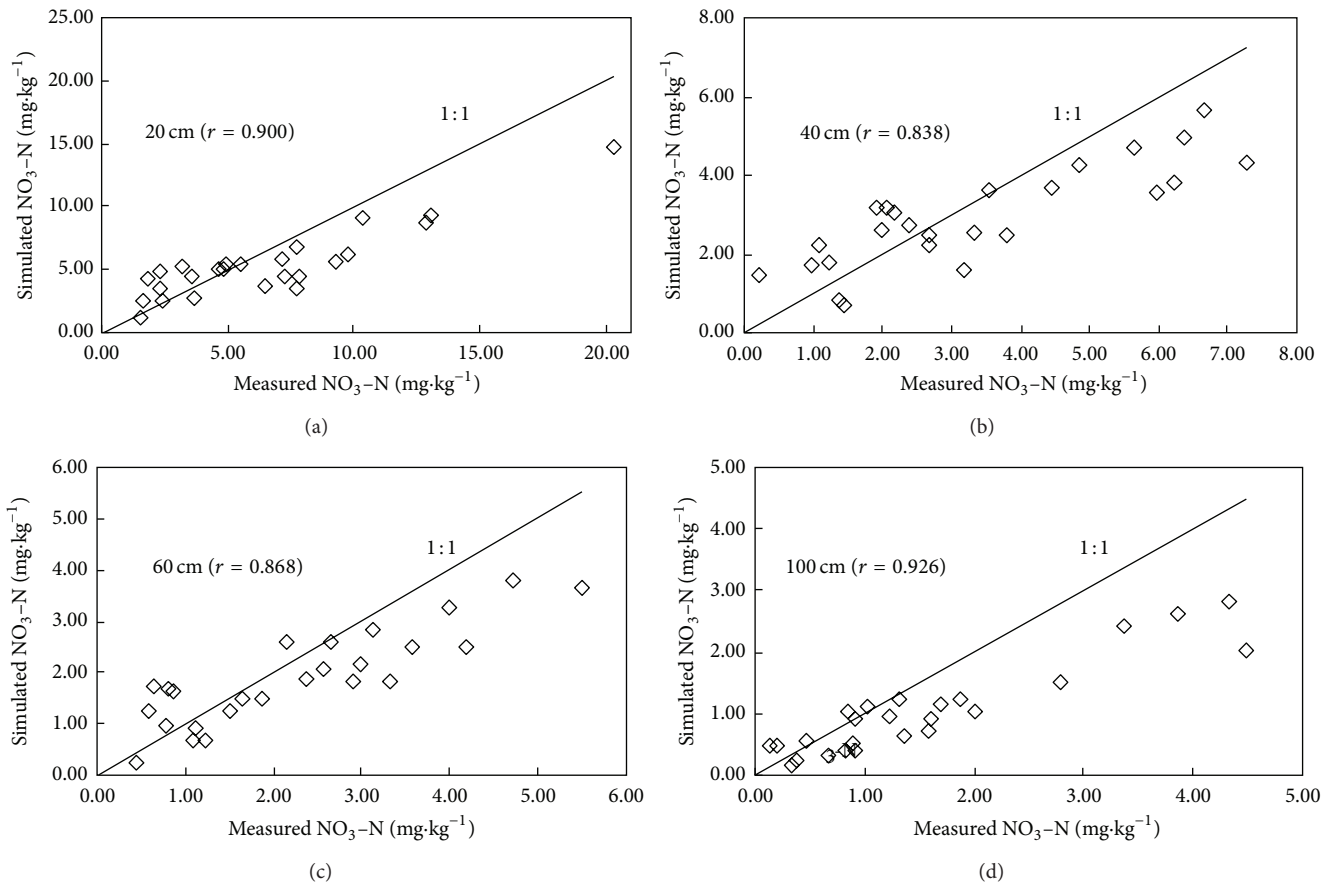 25.00
20.00
15.00
10.00
5.00
0.00
0.00 5.00 10.00 15.00 20.00
Simulated NO₃–N (mg·kg⁻¹)
Measured NO₃–N (mg·kg⁻¹)
20 cm (r = 0.900)
1:1
(a)
8.00
6.00
4.00
2.00
0.00
0.00 1.00 2.00 3.00 4.00 5.00 6.00 7.00 8.00
Simulated NO₃–N (mg·kg⁻¹)
Measured NO₃–N (mg·kg⁻¹)
40 cm (r = 0.838)
1:1
(b)
6.00
5.00
4.00
3.00
2.00
1.00
0.00
0.00 1.00 2.00 3.00 4.00 5.00 6.00
Simulated NO₃–N (mg·kg⁻¹)
Measured NO₃–N (mg·kg⁻¹)
60 cm (r = 0.868)
1:1
(c)
5.00
4.00
3.00
2.00
1.00
0.00
0.00 1.00 2.00 3.00 4.00 5.00
Simulated NO₃–N (mg·kg⁻¹)
Measured NO₃–N (mg·kg⁻¹)
100 cm (r = 0.926)
1:1
(d)